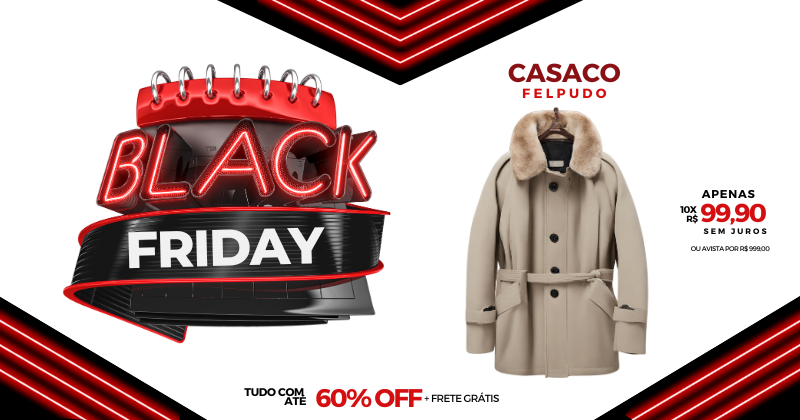 BLACK
FRIDAY
CASACO
FELPUDO
APENAS
10X
R$ 99,90
SEM JUROS
OU AVISTA POR R$ 999,00
TUDO COM
ATÉ
60% OFF + FRETE GRÁTIS